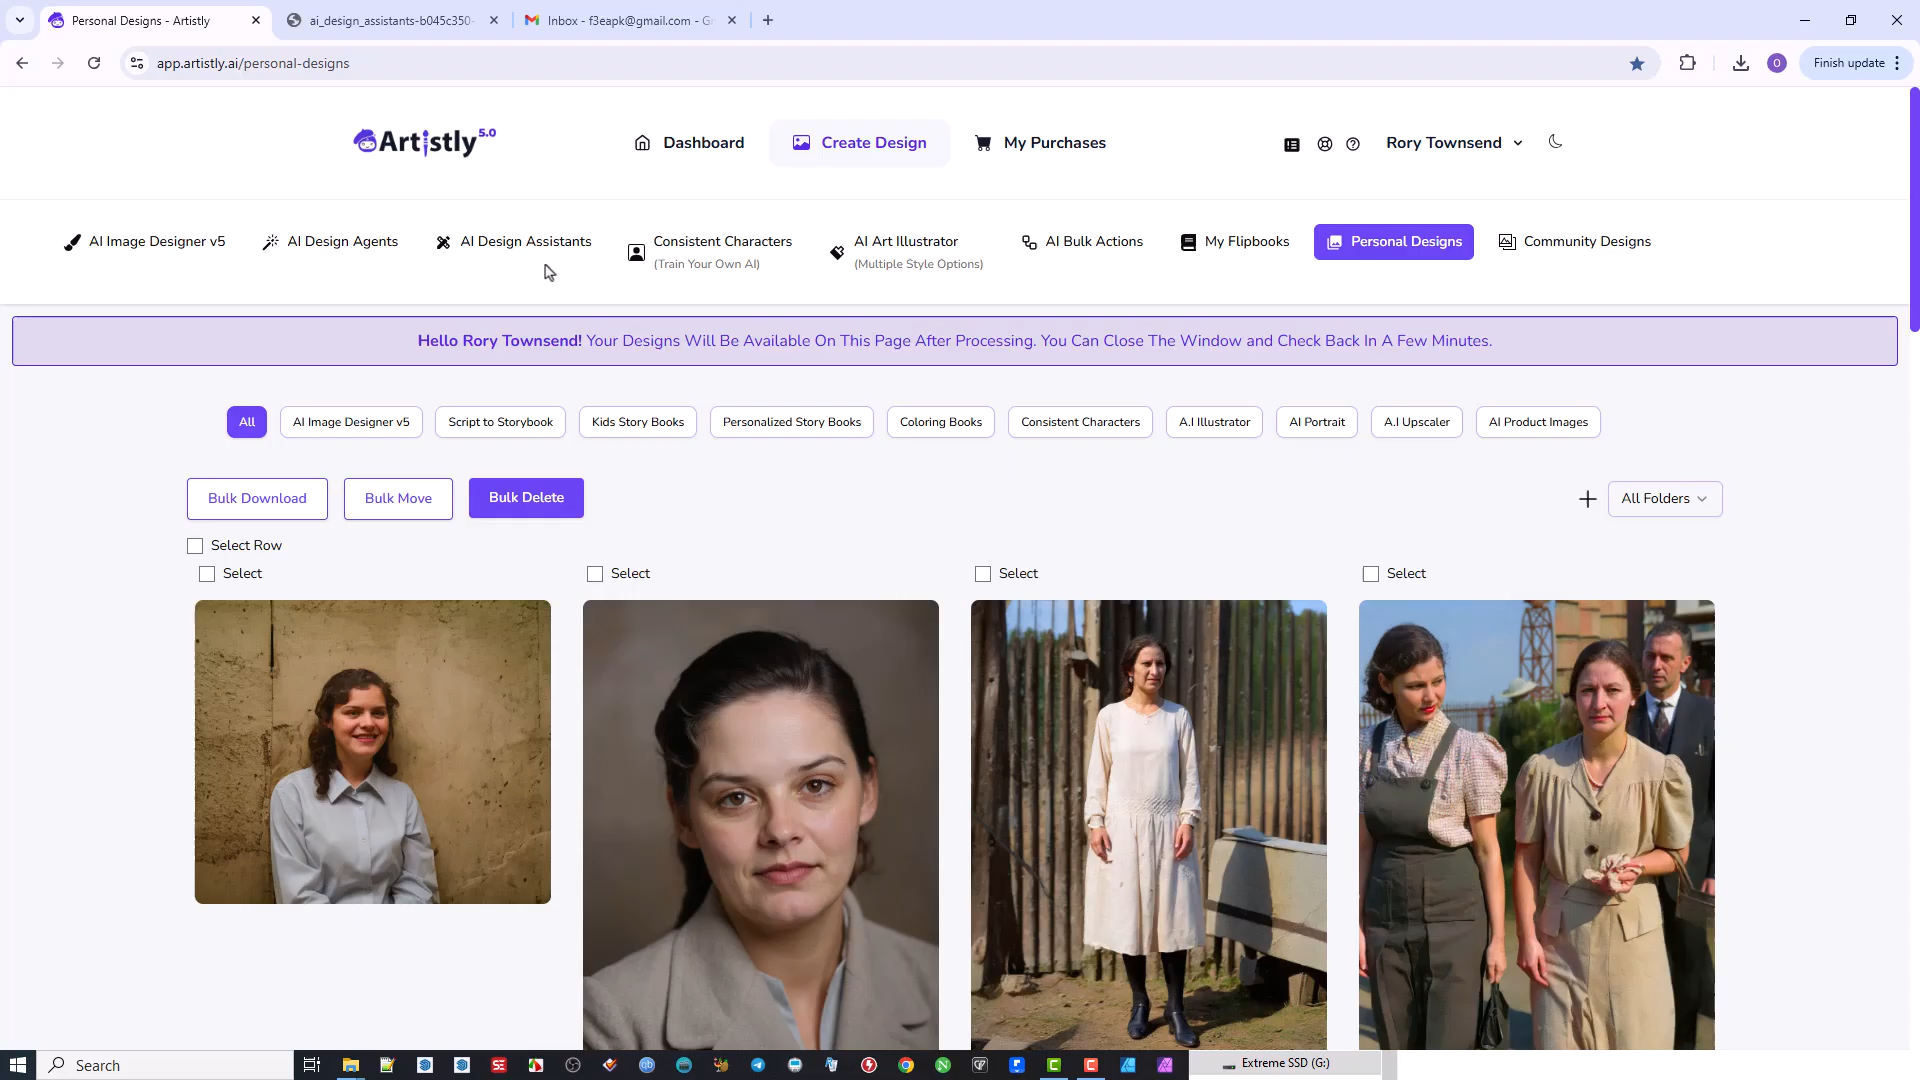 Personal Designs - Artistly
ai_design_assistants-b045c350-
Inbox - f3eapk@gmail.com - G
app.artistly.ai/personal-designs
O
Finish update
Artistly 5.0
Dashboard
Create Design
My Purchases
Rory Townsend
AI Image Designer v5
AI Design Agents
AI Design Assistants
Consistent Characters
(Train Your Own AI)
AI Art Illustrator
(Multiple Style Options)
AI Bulk Actions
My Flipbooks
Personal Designs
Community Designs
Hello Rory Townsend! Your Designs Will Be Available On This Page After Processing. You Can Close The Window and Check Back In A Few Minutes.
All
AI Image Designer v5
Script to Storybook
Kids Story Books
Personalized Story Books
Coloring Books
Consistent Characters
A.I Illustrator
AI Portrait
A.I Upscaler
AI Product Images
Bulk Download
Bulk Move
Bulk Delete
All Folders
Select Row
Select
Select
Select
Select
Search
SE
qb
N
Extreme SSD (G:)